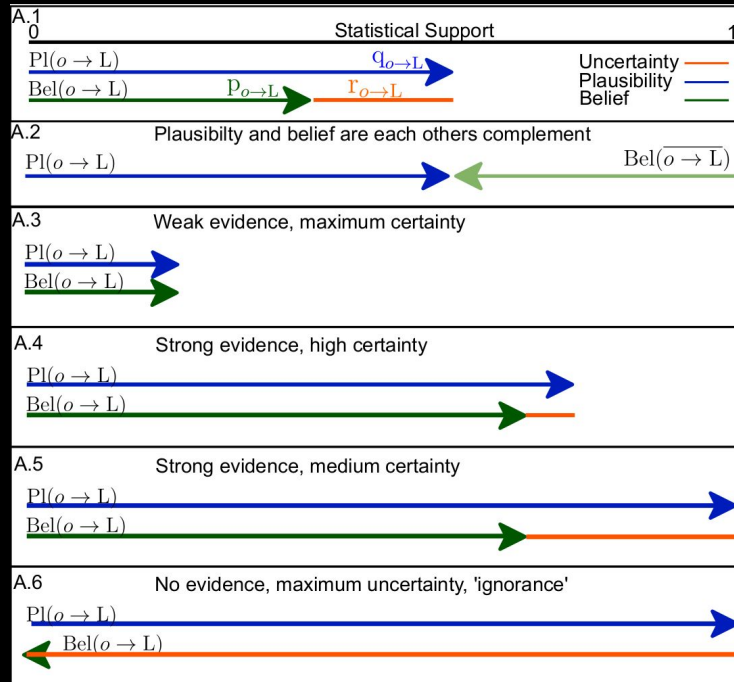 A.1
0 Statistical Support 1
Pl(o → L) q_{o→L} Uncertainty
Plausibility
Bel(o → L) p_{o→L} r_{o→L} Belief
A.2 Plausibilty and belief are each others complement
Pl(o → L) Bel(\overline{o → L})
A.3 Weak evidence, maximum certainty
Pl(o → L)
Bel(o → L)
A.4 Strong evidence, high certainty
Pl(o → L)
Bel(o → L)
A.5 Strong evidence, medium certainty
Pl(o → L)
Bel(o → L)
A.6 No evidence, maximum uncertainty, 'ignorance'
Pl(o → L)
Bel(o → L)